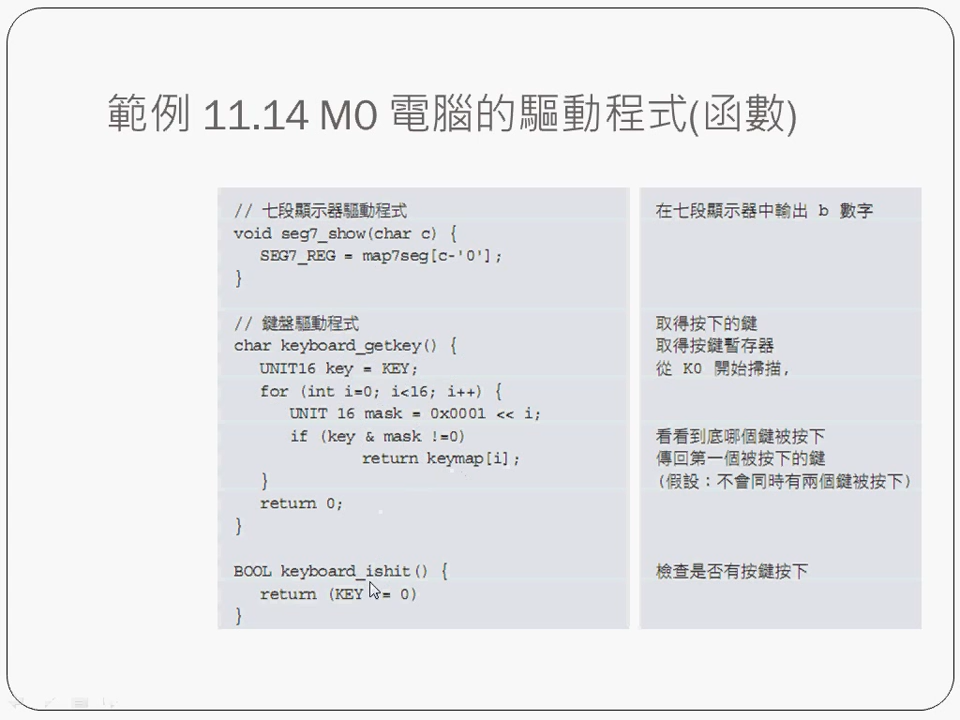 範例 11.14 M0 電腦的驅動程式(函數)
// 七段顯示器驅動程式
void seg7_show(char c) {
SEG7_REG = map7seg[c-'0'];
}
// 鍵盤驅動程式
char keyboard_getkey() {
UNIT16 key = KEY;
for (int i=0; i<16; i++) {
UNIT 16 mask = 0x0001 << i;
if (key & mask !=0)
return keymap[i];
}
return 0;
}
BOOL keyboard_ishit() {
return (KEY = 0)
}
在七段顯示器中輸出 b 數字
取得按下的鍵
取得按鍵暫存器
從 K0 開始掃描,
看看到底哪個鍵被按下
傳回第一個被按下的鍵
(假設：不會同時有兩個鍵被按下)
檢查是否有按鍵按下